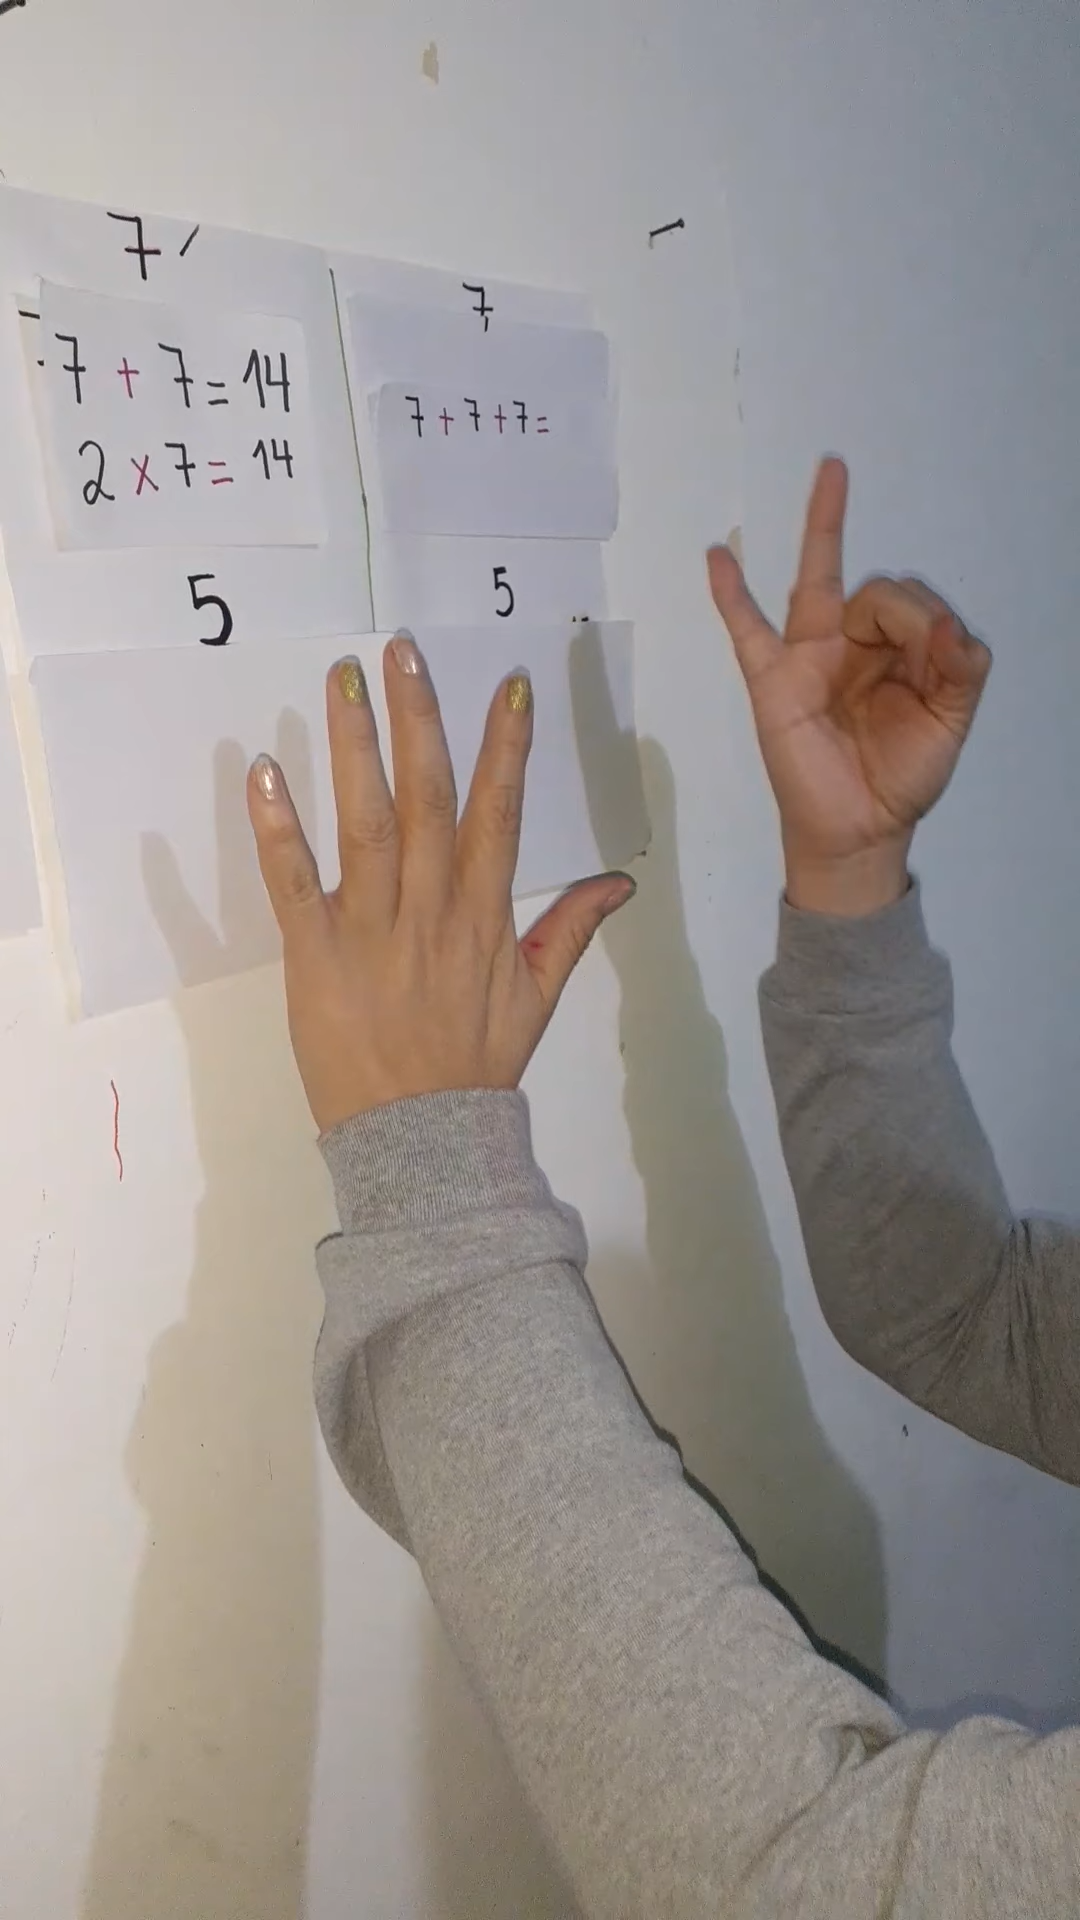 7
7 + 7 = 14
2 x 7 = 14
5
7
7 + 7 + 7 =
5